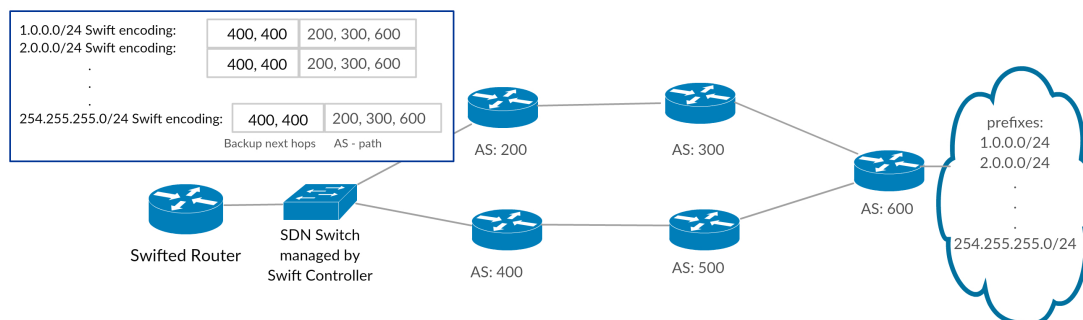 1.0.0.0/24 Swift encoding:
400, 400
200, 300, 600
2.0.0.0/24 Swift encoding:
400, 400
200, 300, 600
.
.
.
254.255.255.0/24 Swift encoding:
400, 400
200, 300, 600
Backup next hops
AS - path
AS: 200
AS: 300
prefixes:
1.0.0.0/24
2.0.0.0/24
.
.
.
254.255.255.0/24
AS: 600
Swifted Router
SDN Switch
managed by
Swift Controller
AS: 400
AS: 500